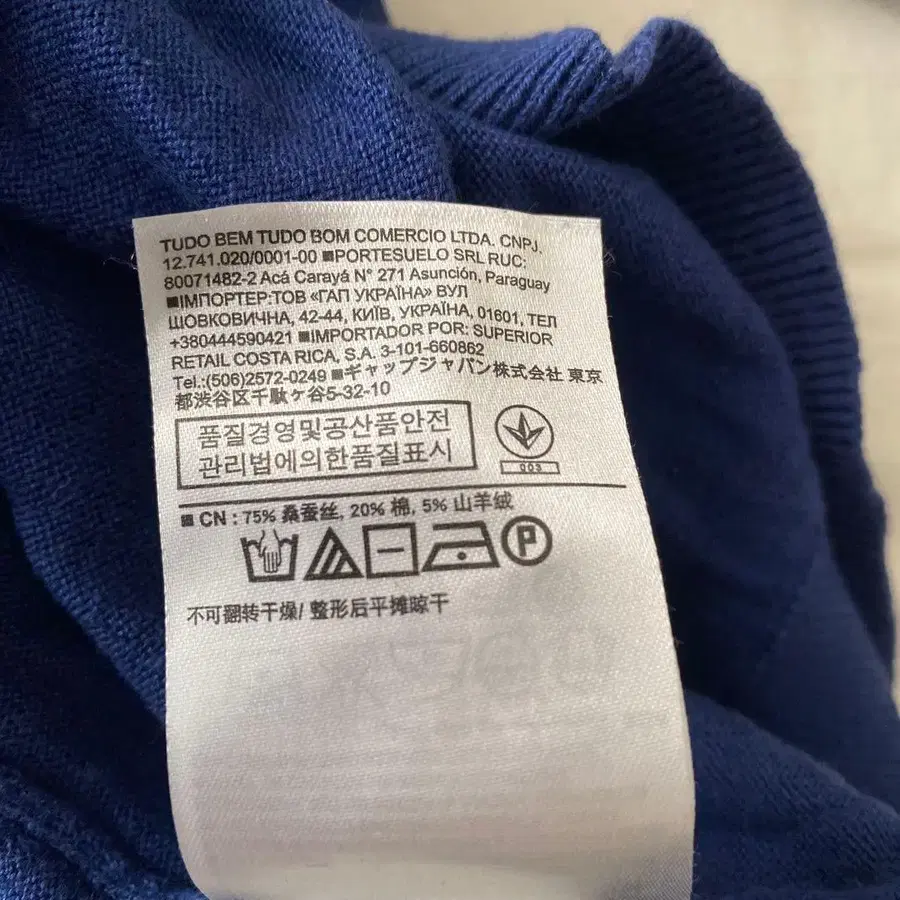 TUDO BEM TUDO BOM COMERCIO LTDA. CNPJ.
12.741.020/0001-00 ■PORTESUELO SRL RUC:
80071482-2 Acá Carayá N° 271 Asunción, Paraguay
■ІМПОРТЕР:ТОВ «ГАП УКРАЇНА» ВУЛ
ШОВКОВИЧНА, 42-44, КИЇВ, УКРАЇНА, 01601, ТЕЛ
+380444590421 ■IMPORTADOR POR: SUPERIOR
RETAIL COSTA RICA, S.A. 3-101-660862
Tel.:(506)2572-0249 ■ギャップジャパン株式会社 東京
都渋谷区千駄ケ谷5-32-10
품질경영및공산품안전
관리법에의한품질표시
003
■ CN : 75% 桑蚕丝, 20% 棉, 5% 山羊绒
P
不可翻转干燥/ 整形后平摊晾干